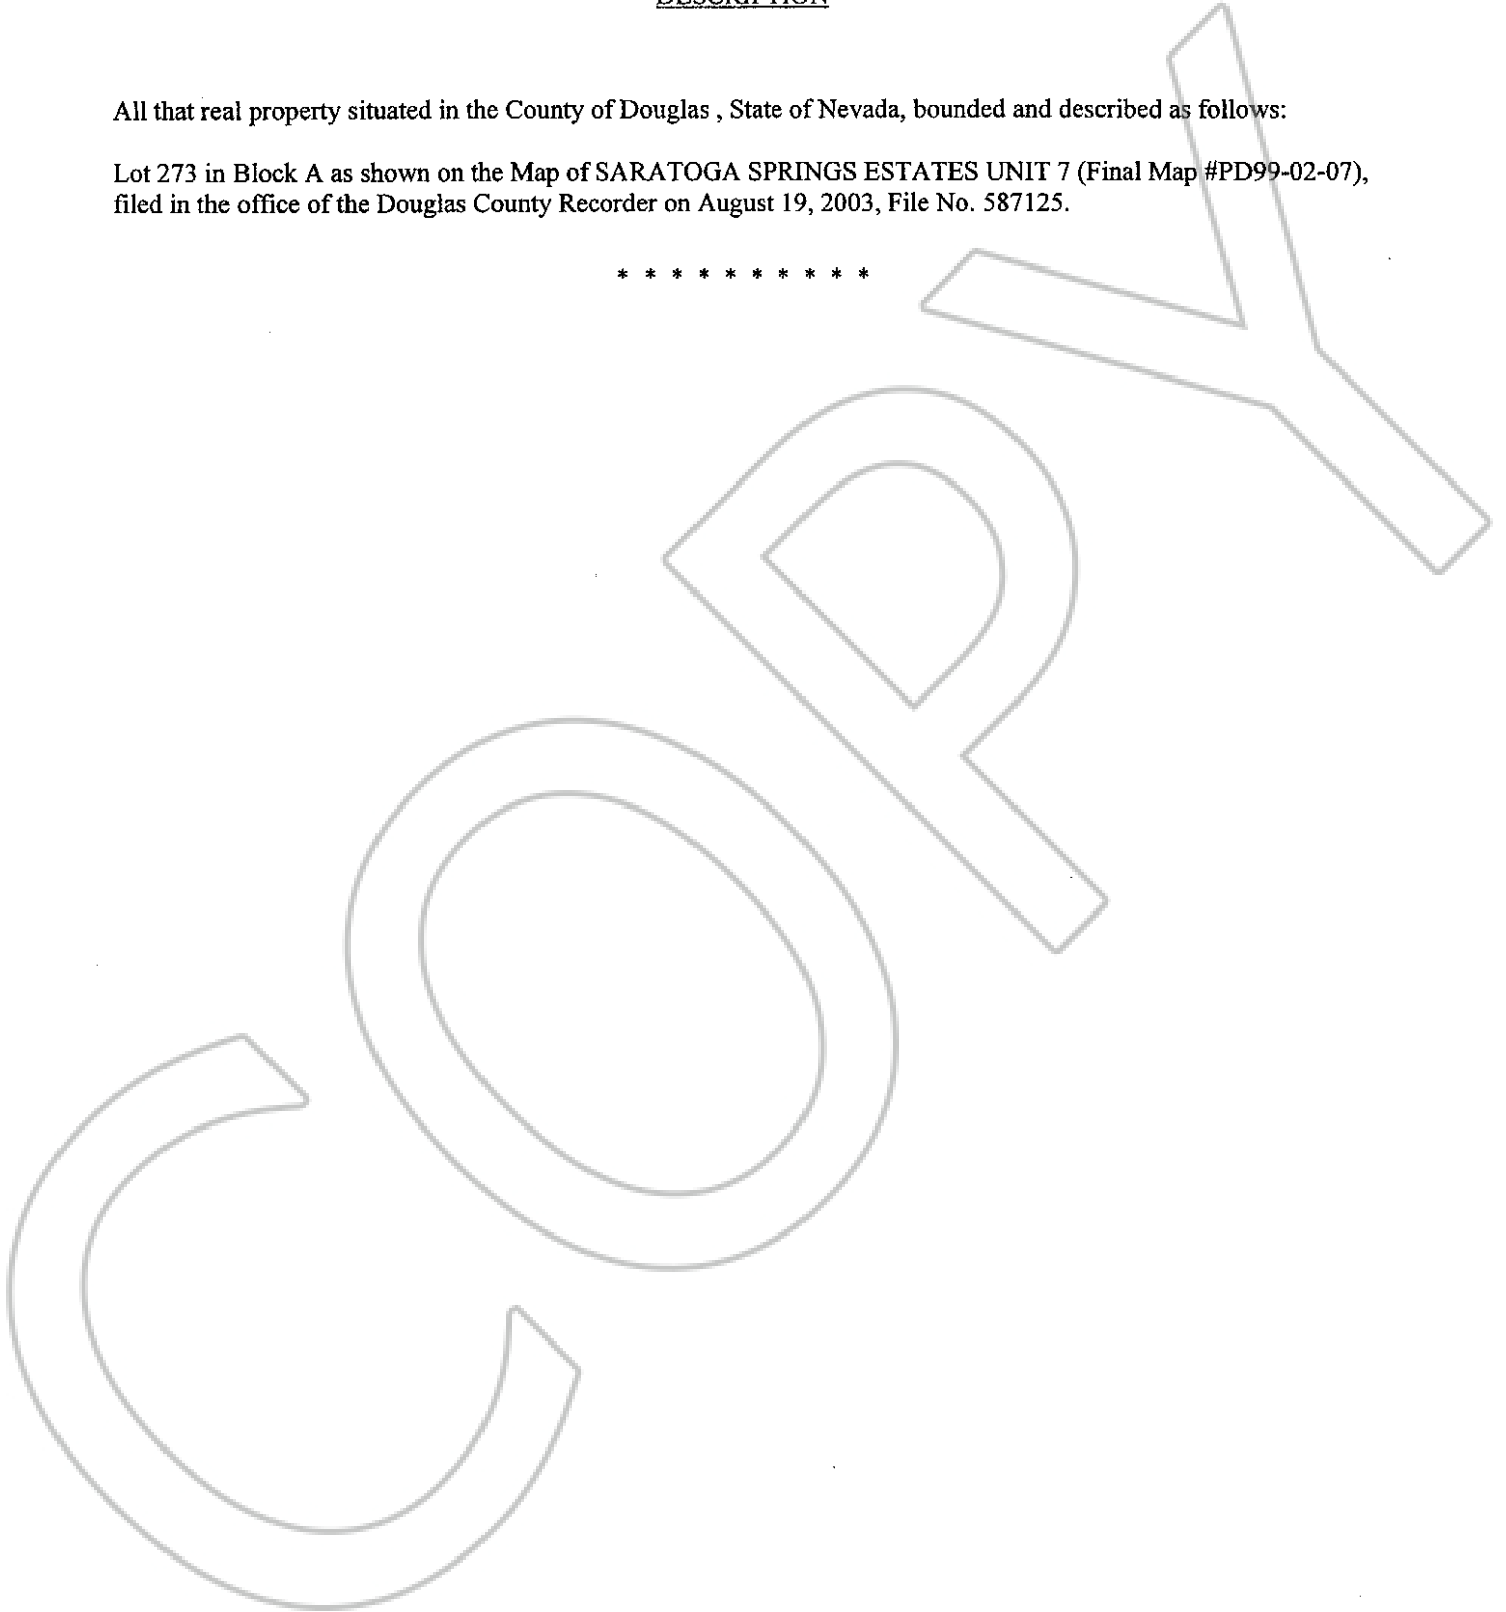 DESCRIPTION
All that real property situated in the County of Douglas , State of Nevada, bounded and described as follows:
Lot 273 in Block A as shown on the Map of SARATOGA SPRINGS ESTATES UNIT 7 (Final Map #PD99-02-07),
filed in the office of the Douglas County Recorder on August 19, 2003, File No. 587125.
* * * * * * * * * *
COPY